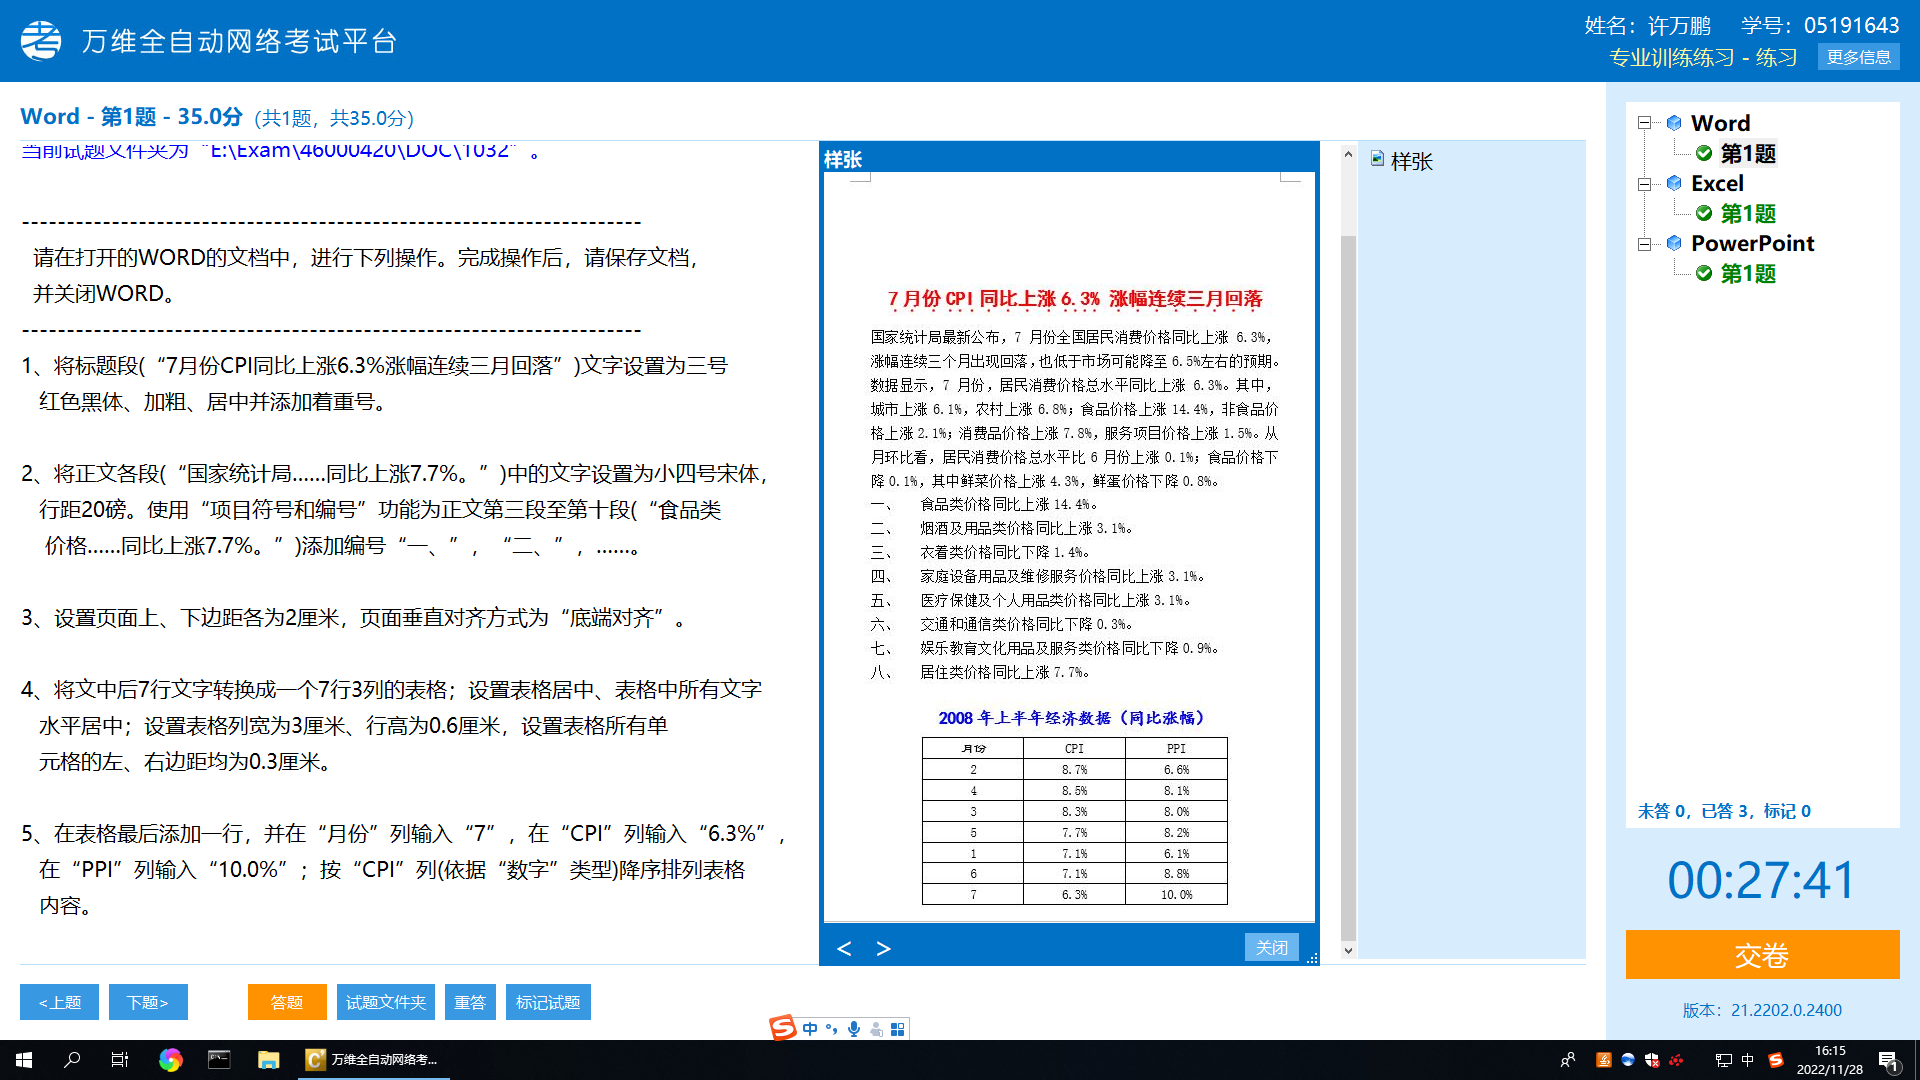 万维全自动网络考试平台
姓名：许万鹏 学号：05191643
专业训练练习 - 练习 更多信息
Word - 第1题 - 35.0分 (共1题，共35.0分)
当前试题文件夹为“E:\Exam\46000420\DOC\1032”。
----------------------------------------------------------------------
请在打开的WORD的文档中，进行下列操作。完成操作后，请保存文档，
并关闭WORD。
----------------------------------------------------------------------
1、将标题段(“7月份CPI同比上涨6.3%涨幅连续三月回落”)文字设置为三号
红色黑体、加粗、居中并添加着重号。
2、将正文各段(“国家统计局......同比上涨7.7%。”)中的文字设置为小四号宋体，
行距20磅。使用“项目符号和编号”功能为正文第三段至第十段(“食品类
价格......同比上涨7.7%。”)添加编号“一、”，“二、”，......。
3、设置页面上、下边距各为2厘米，页面垂直对齐方式为“底端对齐”。
4、将文中后7行文字转换成一个7行3列的表格；设置表格居中、表格中所有文字
水平居中；设置表格列宽为3厘米、行高为0.6厘米，设置表格所有单
元格的左、右边距均为0.3厘米。
5、在表格最后添加一行，并在“月份”列输入“7”，在“CPI”列输入“6.3%”，
在“PPI”列输入“10.0%”；按“CPI”列(依据“数字”类型)降序排列表格
内容。
样张
7月份CPI同比上涨6.3% 涨幅连续三月回落
国家统计局最新公布，7 月份全国居民消费价格同比上涨 6.3%，
涨幅连续三个月出现回落，也低于市场可能降至 6.5%左右的预期。
数据显示，7 月份，居民消费价格总水平同比上涨 6.3%。其中，
城市上涨 6.1%，农村上涨 6.8%；食品价格上涨 14.4%，非食品价
格上涨 2.1%；消费品价格上涨 7.8%，服务项目价格上涨 1.5%。从
月环比看，居民消费价格总水平比 6 月份上涨 0.1%；食品价格下
降 0.1%，其中鲜菜价格上涨 4.3%，鲜蛋价格下降 0.8%。
一、 食品类价格同比上涨 14.4%。
二、 烟酒及用品类价格同比上涨 3.1%。
三、 衣着类价格同比下降 1.4%。
四、 家庭设备用品及维修服务价格同比上涨 3.1%。
五、 医疗保健及个人用品类价格同比上涨 3.1%。
六、 交通和通信类价格同比下降 0.3%。
七、 娱乐教育文化用品及服务类价格同比下降 0.9%。
八、 居住类价格同比上涨 7.7%。
2008 年上半年经济数据（同比涨幅）
月份 CPI PPI
2 8.7% 6.6%
4 8.5% 8.1%
3 8.3% 8.0%
5 7.7% 8.2%
1 7.1% 6.1%
6 7.1% 8.8%
7 6.3% 10.0%
< > 关闭
样张
Word
第1题
Excel
第1题
PowerPoint
第1题
未答 0，已答 3，标记 0
00:27:41
交卷
版本：21.2202.0.2400
<上题 下题> 答题 试题文件夹 重答 标记试题
中
万维全自动网络考...
中
16:15
2022/11/28
1